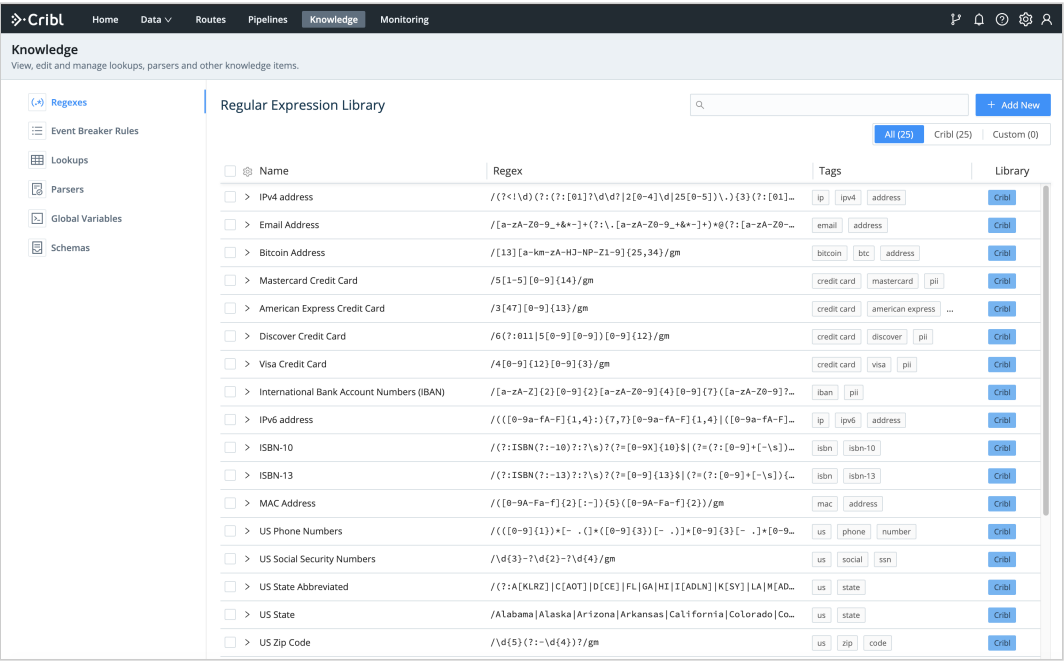 Cribl Home Data Routes Pipelines Knowledge Monitoring
Knowledge
View, edit and manage lookups, parsers and other knowledge items.
Regexes
Event Breaker Rules
Lookups
Parsers
Global Variables
Schemas
Regular Expression Library
+ Add New
All (25) Cribl (25) Custom (0)
Name Regex Tags Library
IPv4 address /(?<!\d)(?:(?:[01]?\d\d?|2[0-4]\d|25[0-5])\.){3}(?:[01]… ip ipv4 address Cribl
Email Address /[a-zA-Z0-9_+&*-]+(?:\.[a-zA-Z0-9_+&*-]+)*@(?:[a-zA-Z0-… email address Cribl
Bitcoin Address /[13][a-km-zA-HJ-NP-Z1-9]{25,34}/gm bitcoin btc address Cribl
Mastercard Credit Card /5[1-5][0-9]{14}/gm credit card mastercard pii Cribl
American Express Credit Card /3[47][0-9]{13}/gm credit card american express ... Cribl
Discover Credit Card /6(?:011|5[0-9][0-9])[0-9]{12}/gm credit card discover pii Cribl
Visa Credit Card /4[0-9]{12}[0-9]{3}/gm credit card visa pii Cribl
International Bank Account Numbers (IBAN) /[a-zA-Z]{2}[0-9]{2}[a-zA-Z0-9]{4}[0-9]{7}([a-zA-Z0-9]?… iban pii Cribl
IPv6 address /(([0-9a-fA-F]{1,4}:){7,7}[0-9a-fA-F]{1,4}|([0-9a-fA-F]… ip ipv6 address Cribl
ISBN-10 /(?:ISBN(?:-10)?:?\s)?(?=[0-9X]{10}$|(?=(?:[0-9]+[-\s])… isbn isbn-10 Cribl
ISBN-13 /(?:ISBN(?:-13)?:?\s)?(?=[0-9]{13}$|(?=(?:[0-9]+[-\s]){… isbn isbn-13 Cribl
MAC Address /([0-9A-Fa-f]{2}[:-]){5}([0-9A-Fa-f]{2})/gm mac address Cribl
US Phone Numbers /(([0-9]{1})*[- .(]*([0-9]{3})[- .)]*[0-9]{3}[- .]*[0-9… us phone number Cribl
US Social Security Numbers /\d{3}-?\d{2}-?\d{4}/gm us social ssn Cribl
US State Abbreviated /(?:A[KLRZ]|C[AOT]|D[CE]|FL|GA|HI|I[ADLN]|K[SY]|LA|M[AD… us state Cribl
US State /Alabama|Alaska|Arizona|Arkansas|California|Colorado|Co… us state Cribl
US Zip Code /\d{5}(?:-\d{4})?/gm us zip code Cribl